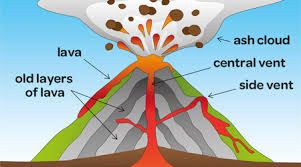 lava
ash cloud
central vent
old layers
of lava
side vent